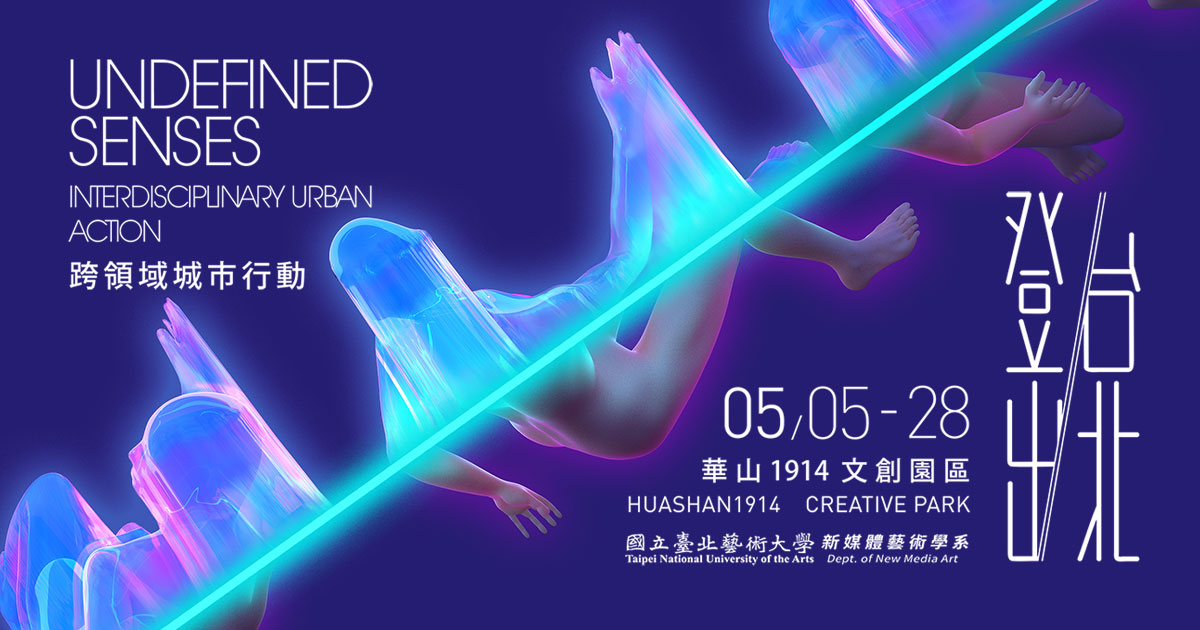 UNDEFINED
SENSES
INTERDISCIPLINARY URBAN
ACTION
跨領域城市行動
登出/台北
05/05-28
華山1914 文創園區
HUASHAN1914 CREATIVE PARK
國立臺北藝術大學 新媒體藝術學系
Taipei National University of the Arts Dept. of New Media Art